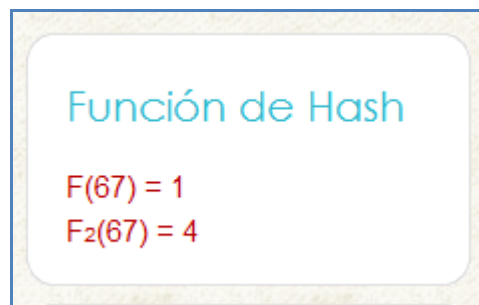 Función de Hash
F(67) = 1
F₂(67) = 4